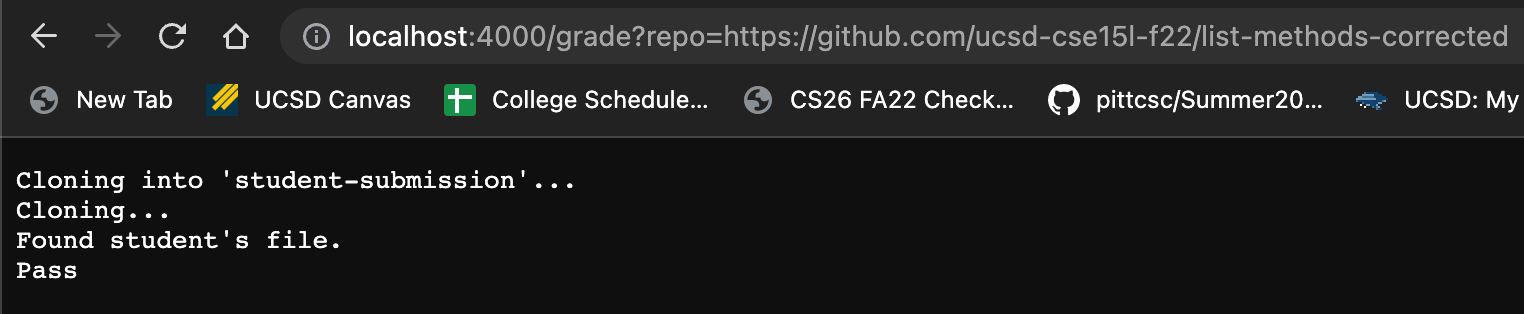 localhost:4000/grade?repo=https://github.com/ucsd-cse15l-f22/list-methods-corrected
New Tab UCSD Canvas College Schedule... CS26 FA22 Check... pittcsc/Summer20... UCSD: My
Cloning into 'student-submission'...
Cloning...
Found student's file.
Pass